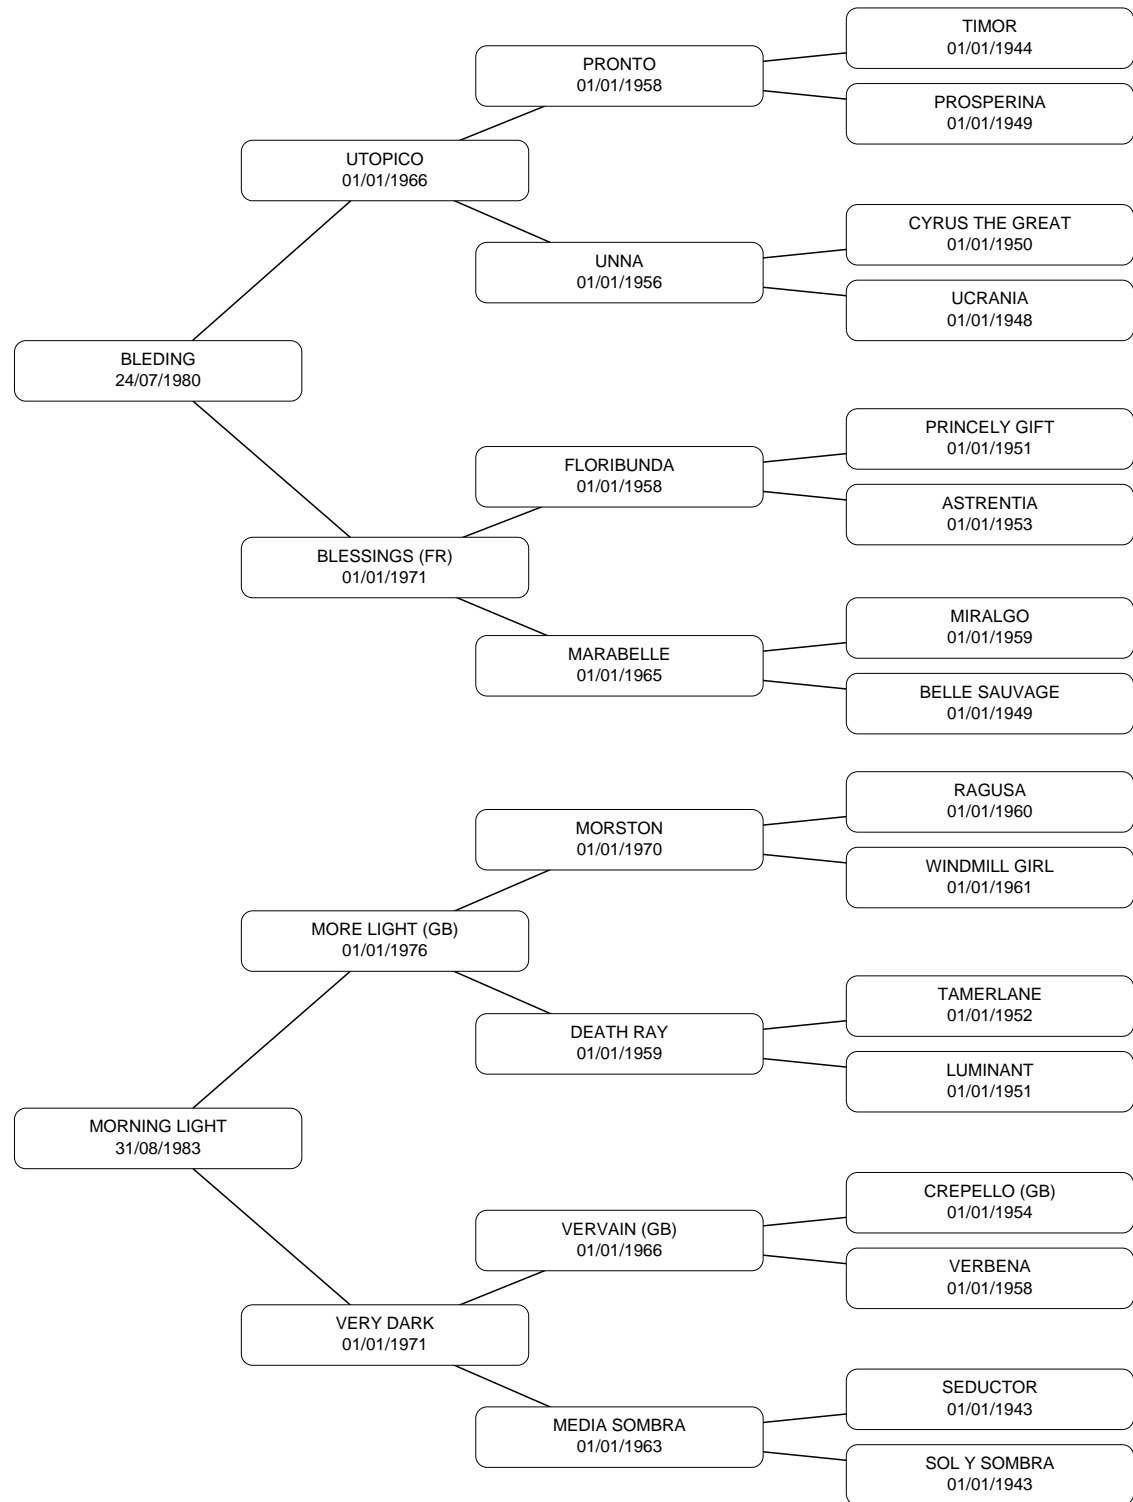 TIMOR
01/01/1944
PRONTO
01/01/1958
PROSPERINA
01/01/1949
UTOPICO
01/01/1966
CYRUS THE GREAT
01/01/1950
UNNA
01/01/1956
UCRANIA
01/01/1948
BLEDING
24/07/1980
PRINCELY GIFT
01/01/1951
FLORIBUNDA
01/01/1958
ASTRENTIA
01/01/1953
BLESSINGS (FR)
01/01/1971
MIRALGO
01/01/1959
MARABELLE
01/01/1965
BELLE SAUVAGE
01/01/1949
RAGUSA
01/01/1960
MORSTON
01/01/1970
WINDMILL GIRL
01/01/1961
MORE LIGHT (GB)
01/01/1976
TAMERLANE
01/01/1952
DEATH RAY
01/01/1959
LUMINANT
01/01/1951
MORNING LIGHT
31/08/1983
CREPELLO (GB)
01/01/1954
VERVAIN (GB)
01/01/1966
VERBENA
01/01/1958
VERY DARK
01/01/1971
SEDUCTOR
01/01/1943
MEDIA SOMBRA
01/01/1963
SOL Y SOMBRA
01/01/1943